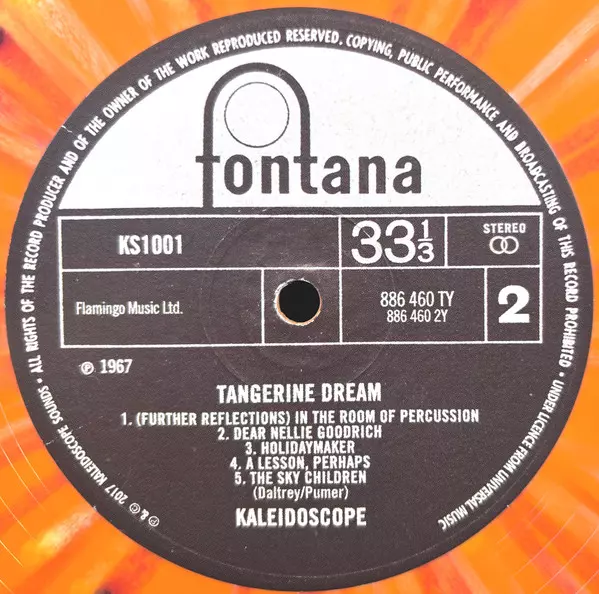 • ALL RIGHTS OF THE RECORD PRODUCER AND OF THE OWNER OF THE WORK REPRODUCED RESERVED. COPYING, PUBLIC PERFORMANCE AND BROADCASTING OF THIS RECORD PROHIBITED. • UNDER LICENCE FROM UNIVERSAL MUSIC
fontana
KS1001
33 1/3
STEREO
Flamingo Music Ltd.
886 460 TY
886 460 2Y
2
℗ 1967
TANGERINE DREAM
1. (FURTHER REFLECTIONS) IN THE ROOM OF PERCUSSION
2. DEAR NELLIE GOODRICH
3. HOLIDAYMAKER
4. A LESSON, PERHAPS
5. THE SKY CHILDREN
(Daltrey/Pumer)
KALEIDOSCOPE
℗ & © 2017 KALEIDOSCOPE SOUNDS